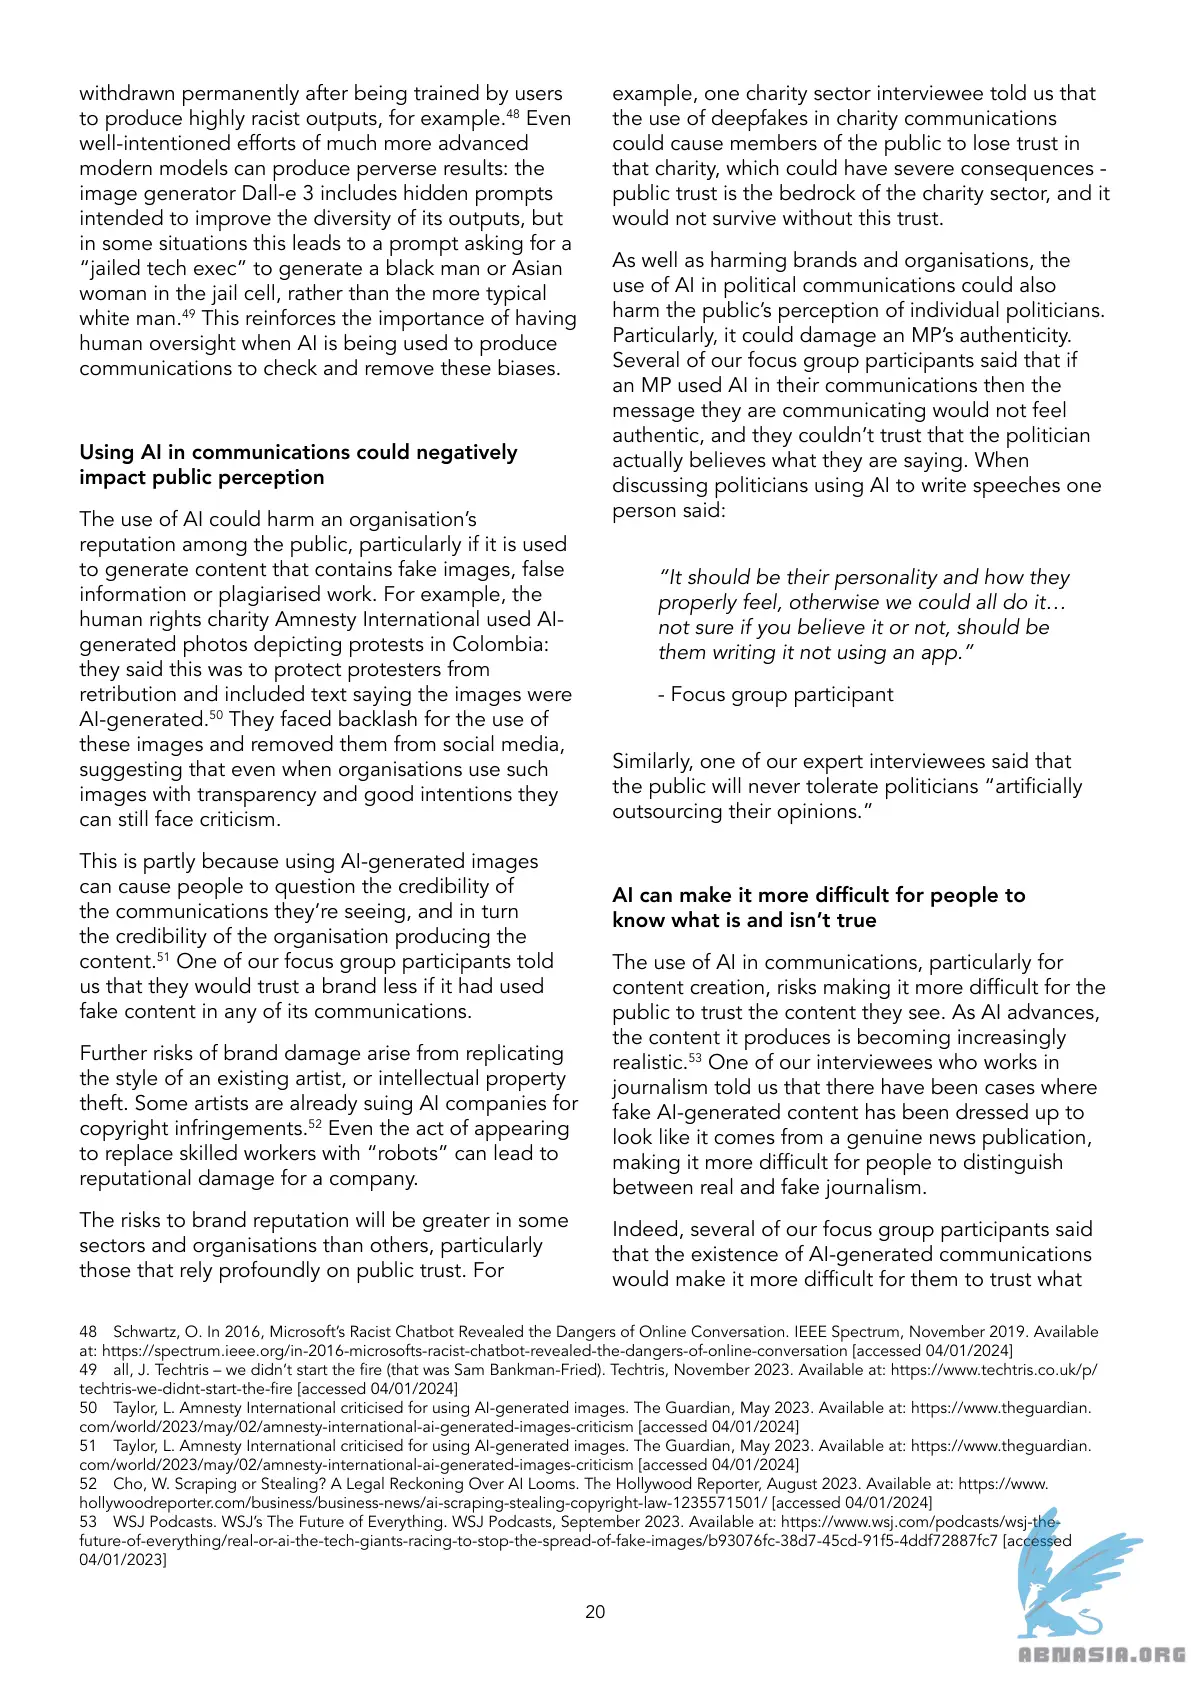 withdrawn permanently after being trained by users
to produce highly racist outputs, for example.48 Even
well-intentioned efforts of much more advanced
modern models can produce perverse results: the
image generator Dall-e 3 includes hidden prompts
intended to improve the diversity of its outputs, but
in some situations this leads to a prompt asking for a
“jailed tech exec” to generate a black man or Asian
woman in the jail cell, rather than the more typical
white man.49 This reinforces the importance of having
human oversight when AI is being used to produce
communications to check and remove these biases.
Using AI in communications could negatively
impact public perception
The use of AI could harm an organisation’s
reputation among the public, particularly if it is used
to generate content that contains fake images, false
information or plagiarised work. For example, the
human rights charity Amnesty International used AI-
generated photos depicting protests in Colombia:
they said this was to protect protesters from
retribution and included text saying the images were
AI-generated.50 They faced backlash for the use of
these images and removed them from social media,
suggesting that even when organisations use such
images with transparency and good intentions they
can still face criticism.
This is partly because using AI-generated images
can cause people to question the credibility of
the communications they’re seeing, and in turn
the credibility of the organisation producing the
content.51 One of our focus group participants told
us that they would trust a brand less if it had used
fake content in any of its communications.
Further risks of brand damage arise from replicating
the style of an existing artist, or intellectual property
theft. Some artists are already suing AI companies for
copyright infringements.52 Even the act of appearing
to replace skilled workers with “robots” can lead to
reputational damage for a company.
The risks to brand reputation will be greater in some
sectors and organisations than others, particularly
those that rely profoundly on public trust. For
example, one charity sector interviewee told us that
the use of deepfakes in charity communications
could cause members of the public to lose trust in
that charity, which could have severe consequences -
public trust is the bedrock of the charity sector, and it
would not survive without this trust.
As well as harming brands and organisations, the
use of AI in political communications could also
harm the public’s perception of individual politicians.
Particularly, it could damage an MP’s authenticity.
Several of our focus group participants said that if
an MP used AI in their communications then the
message they are communicating would not feel
authentic, and they couldn’t trust that the politician
actually believes what they are saying. When
discussing politicians using AI to write speeches one
person said:
“It should be their personality and how they
properly feel, otherwise we could all do it…
not sure if you believe it or not, should be
them writing it not using an app.”
- Focus group participant
Similarly, one of our expert interviewees said that
the public will never tolerate politicians “artificially
outsourcing their opinions.”
AI can make it more difficult for people to
know what is and isn’t true
The use of AI in communications, particularly for
content creation, risks making it more difficult for the
public to trust the content they see. As AI advances,
the content it produces is becoming increasingly
realistic.53 One of our interviewees who works in
journalism told us that there have been cases where
fake AI-generated content has been dressed up to
look like it comes from a genuine news publication,
making it more difficult for people to distinguish
between real and fake journalism.
Indeed, several of our focus group participants said
that the existence of AI-generated communications
would make it more difficult for them to trust what
48 Schwartz, O. In 2016, Microsoft’s Racist Chatbot Revealed the Dangers of Online Conversation. IEEE Spectrum, November 2019. Available
at: https://spectrum.ieee.org/in-2016-microsofts-racist-chatbot-revealed-the-dangers-of-online-conversation [accessed 04/01/2024]
49 all, J. Techtris – we didn’t start the fire (that was Sam Bankman-Fried). Techtris, November 2023. Available at: https://www.techtris.co.uk/p/
techtris-we-didnt-start-the-fire [accessed 04/01/2024]
50 Taylor, L. Amnesty International criticised for using AI-generated images. The Guardian, May 2023. Available at: https://www.theguardian.
com/world/2023/may/02/amnesty-international-ai-generated-images-criticism [accessed 04/01/2024]
51 Taylor, L. Amnesty International criticised for using AI-generated images. The Guardian, May 2023. Available at: https://www.theguardian.
com/world/2023/may/02/amnesty-international-ai-generated-images-criticism [accessed 04/01/2024]
52 Cho, W. Scraping or Stealing? A Legal Reckoning Over AI Looms. The Hollywood Reporter, August 2023. Available at: https://www.
hollywoodreporter.com/business/business-news/ai-scraping-stealing-copyright-law-1235571501/ [accessed 04/01/2024]
53 WSJ Podcasts. WSJ’s The Future of Everything. WSJ Podcasts, September 2023. Available at: https://www.wsj.com/podcasts/wsj-the-
future-of-everything/real-or-ai-the-tech-giants-racing-to-stop-the-spread-of-fake-images/b93076fc-38d7-45cd-91f5-4ddf72887fc7 [accessed
04/01/2023]
20
ABNASIA.ORG